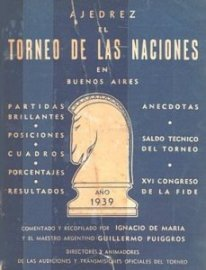 AJEDREZ
EL
TORNEO DE LAS NACIONES
EN
BUENOS AIRES
PARTIDAS
BRILLANTES
POSICIONES
CUADROS
PORCENTAJES
RESULTADOS
ANECDOTAS
SALDO TECNICO
DEL TORNEO
XVI CONGRESO
DE LA FIDE
AÑO
1939
COMENTADO Y RECOPILADO POR IGNACIO DE MARIA
Y EL MAESTRO ARGENTINO GUILLERMO PUIGGROS
DIRECTORES Y ANIMADORES
DE LAS AUDICIONES Y TRANSMISIONES OFICIALES DEL TORNEO